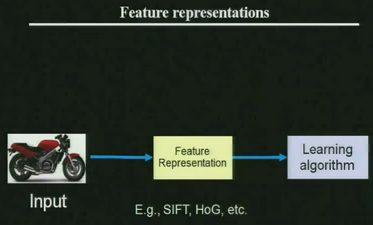 Feature representations
Feature
Representation
Learning
algorithm
Input
E.g., SIFT, HoG, etc.